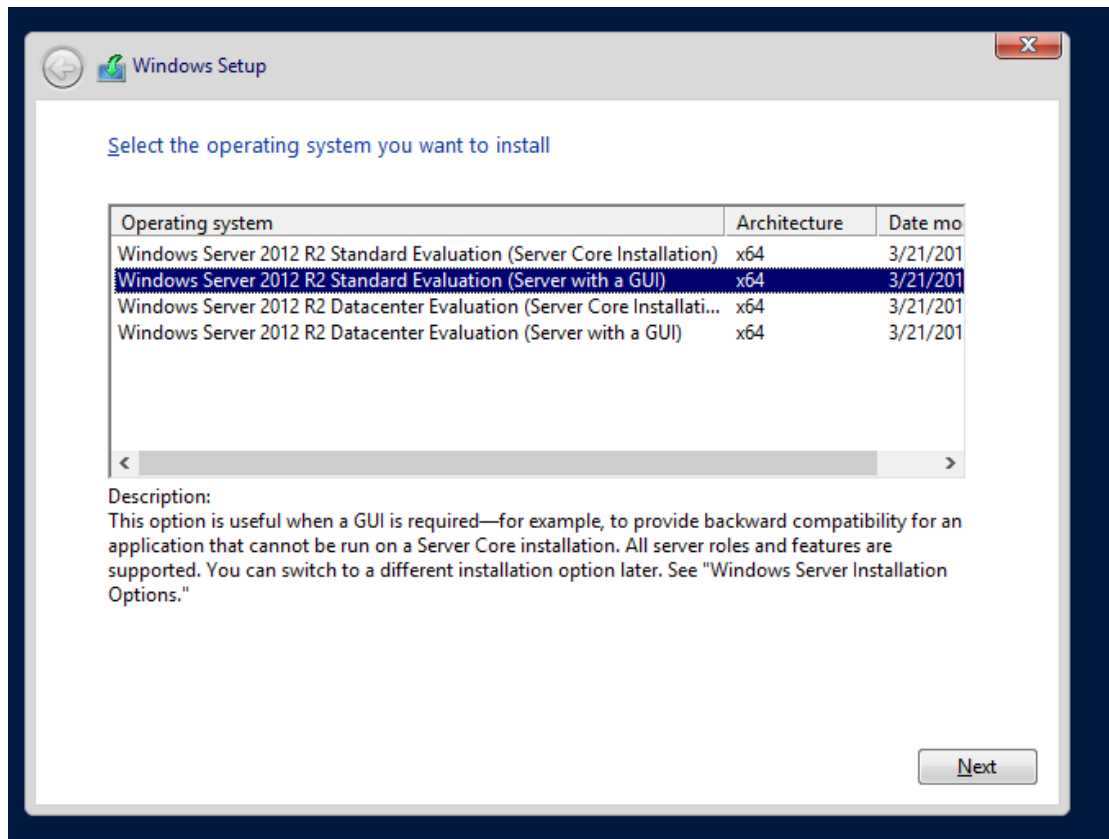 Windows Setup
Select the operating system you want to install
Operating system Architecture Date mo
Windows Server 2012 R2 Standard Evaluation (Server Core Installation) x64 3/21/201
Windows Server 2012 R2 Standard Evaluation (Server with a GUI) x64 3/21/201
Windows Server 2012 R2 Datacenter Evaluation (Server Core Installati... x64 3/21/201
Windows Server 2012 R2 Datacenter Evaluation (Server with a GUI) x64 3/21/201
Description:
This option is useful when a GUI is required—for example, to provide backward compatibility for an
application that cannot be run on a Server Core installation. All server roles and features are
supported. You can switch to a different installation option later. See "Windows Server Installation
Options."
Next